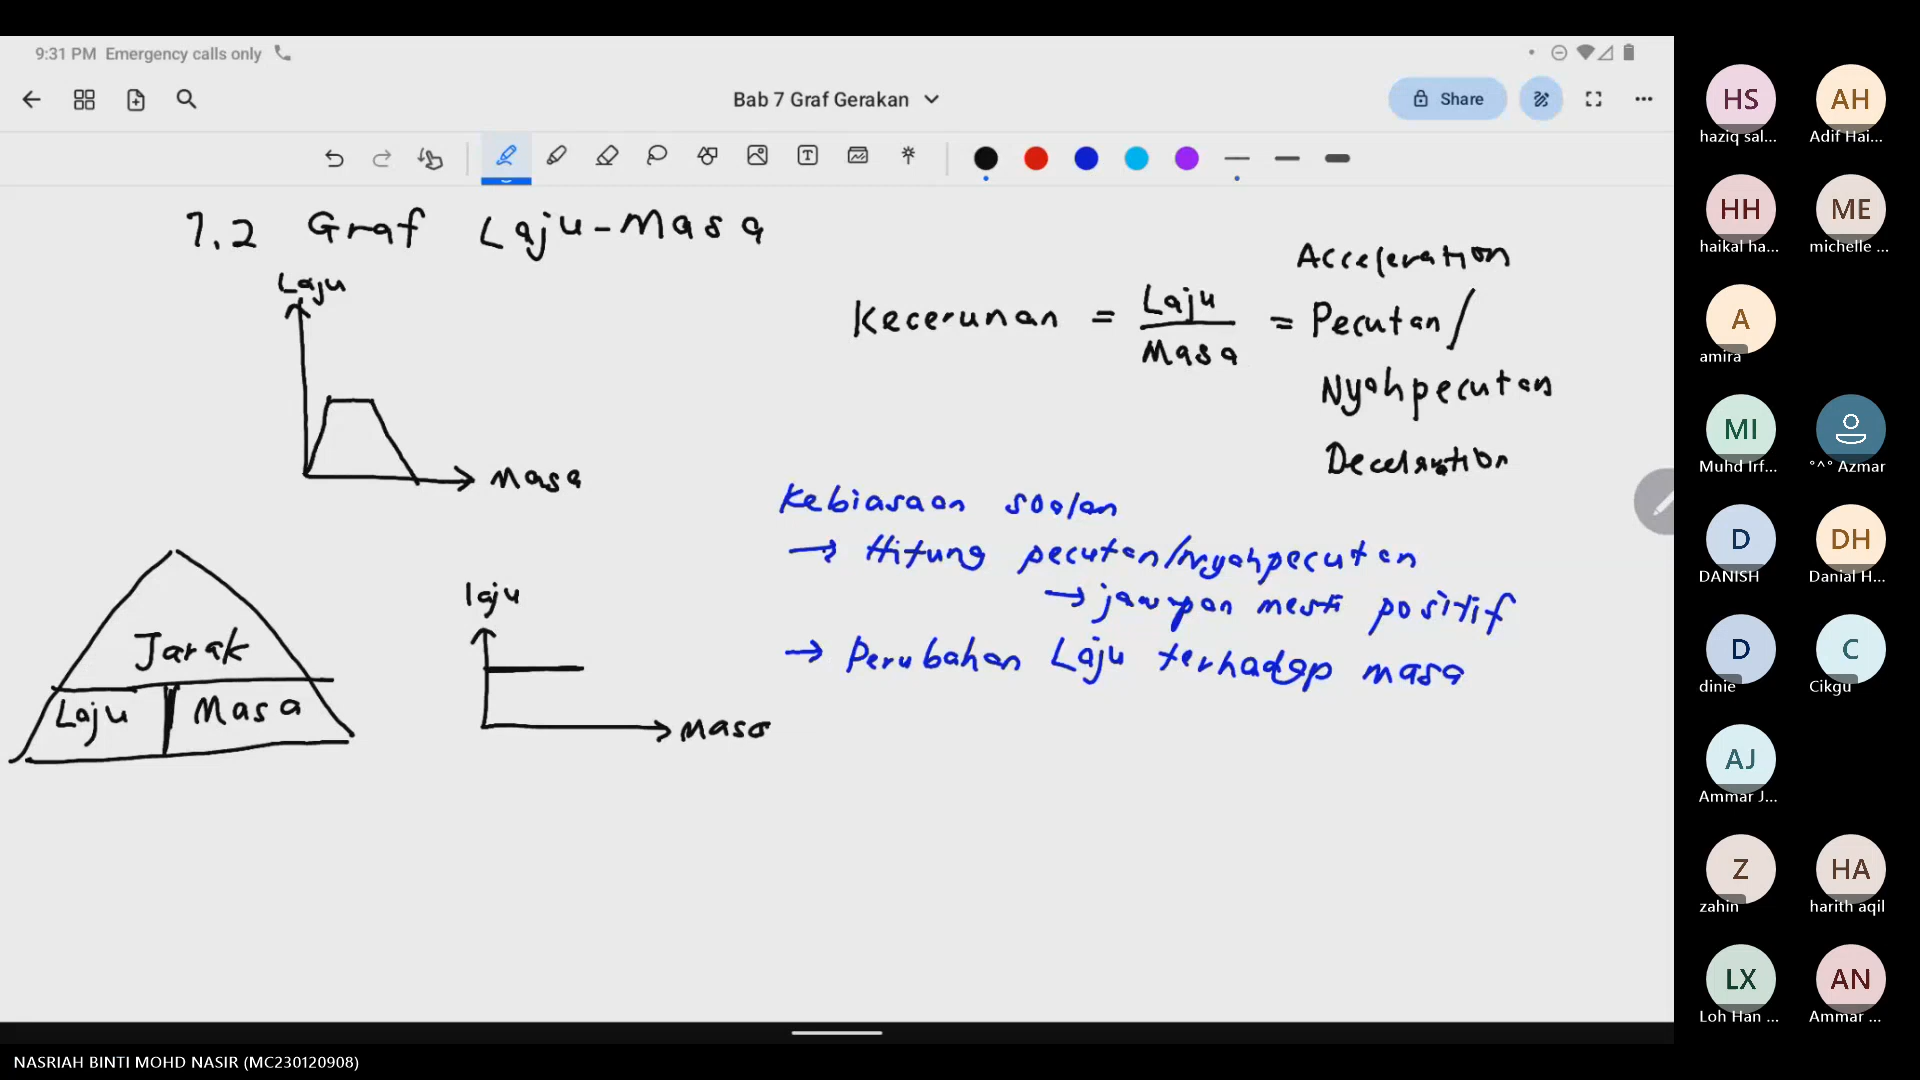 9:31 PM Emergency calls only
Bab 7 Graf Gerakan
Share
7.2 Graf Laju-Masa
Laju
Masa
Kecerunan = Laju / Masa = Pecutan/
Acceleration
Nyahpecutan
Jarak
Laju
Masa
laju
Masa
Kebiasaan soalan
→ Hitung pecutan/Nyahpecutan
→ positif
→ Perubahan Laju terhadap masa
HS
haziq sal...
AH
Adif Hai...
HH
haikal ha...
ME
michelle ...
A
amira
MI
Muhd Irf...
°^° Azmar
D
DANISH
DH
Danial H...
D
dinie
C
Cikgu
AJ
Ammar J...
Z
zahin
HA
harith aqil
LX
Loh Han ...
AN
Ammar ...
NASRIAH BINTI MOHD NASIR (MC230120908)